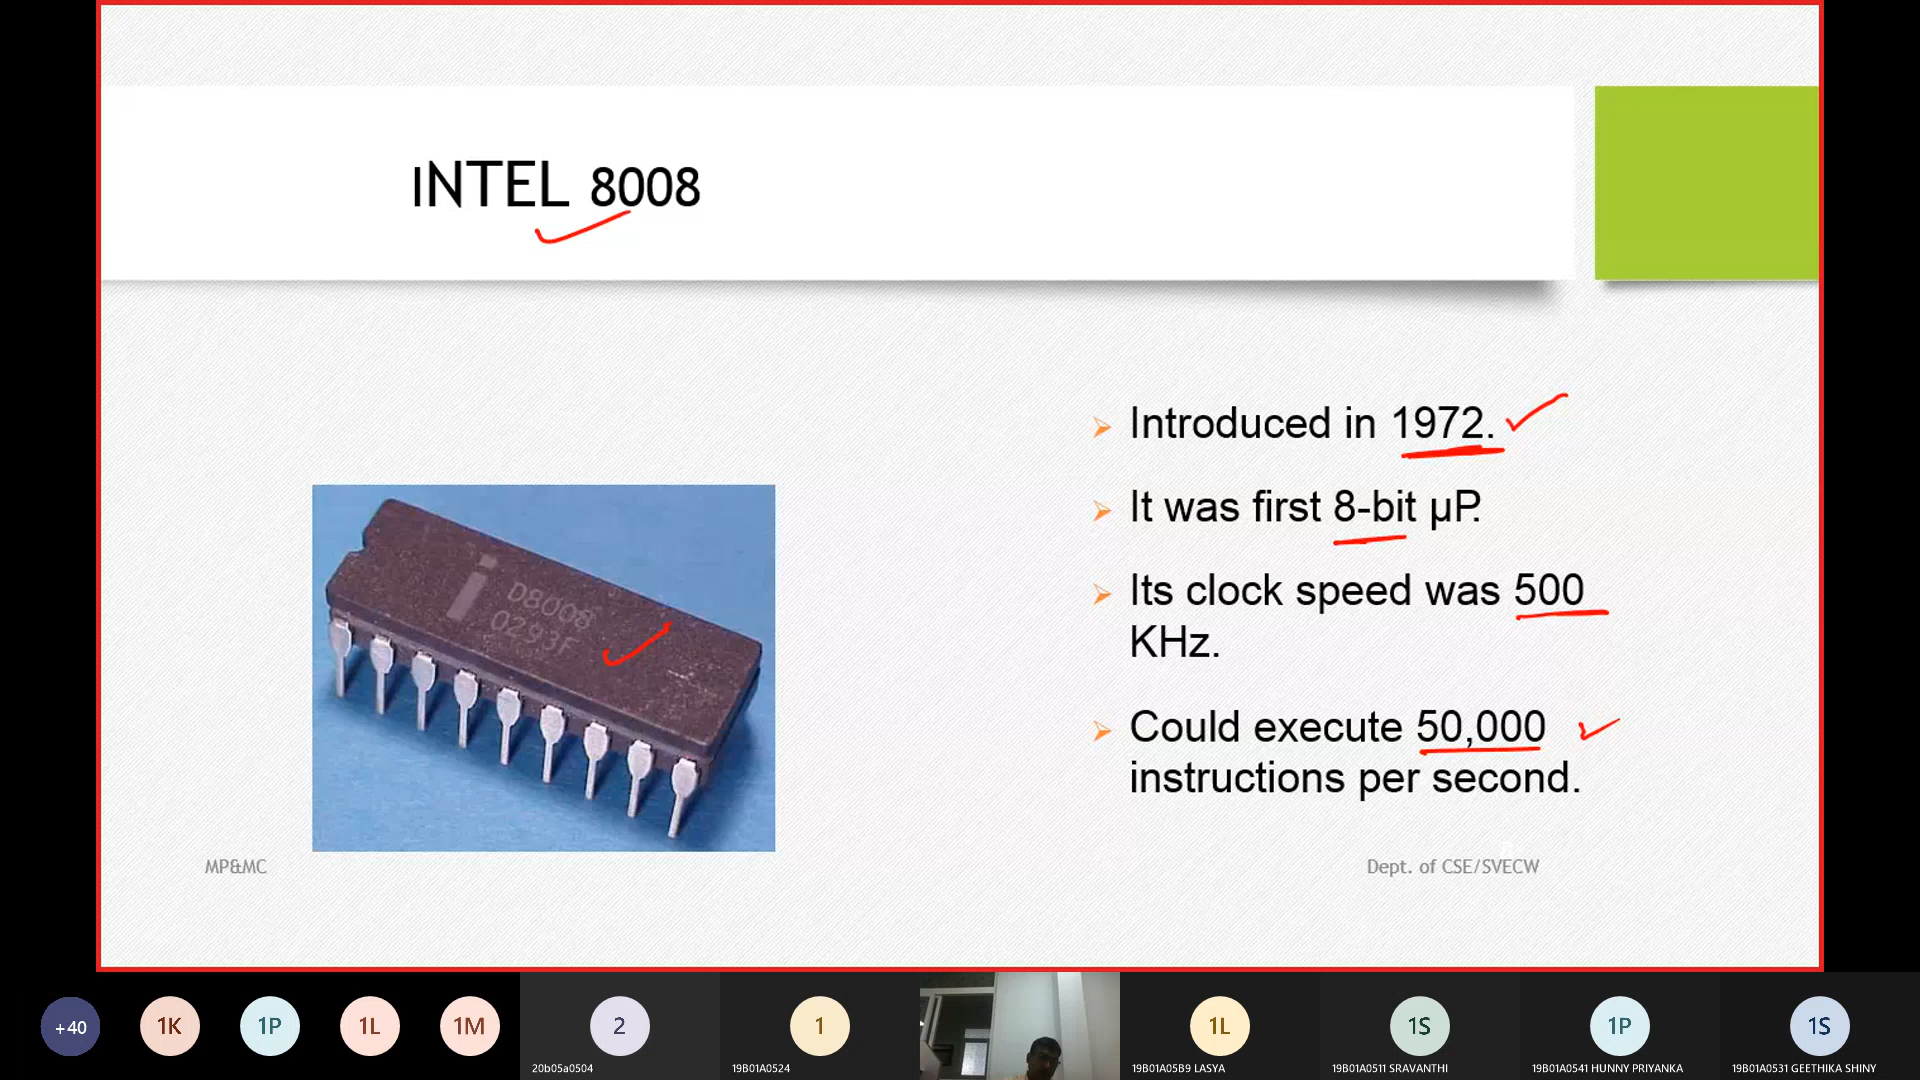 INTEL 8008
Introduced in 1972.
It was first 8-bit µP.
Its clock speed was 500
KHz.
Could execute 50,000
instructions per second.
i
D8008
0293F
MP&MC
Dept. of CSE/SVECW
+40
1K
1P
1L
1M
2
1
1L
1S
1P
1S
20b05a0504
19B01A0524
19B01A05B9 LASYA
19B01A0511 SRAVANTHI
19B01A0541 HUNNY PRIYANKA
19B01A0531 GEETHIKA SHINY